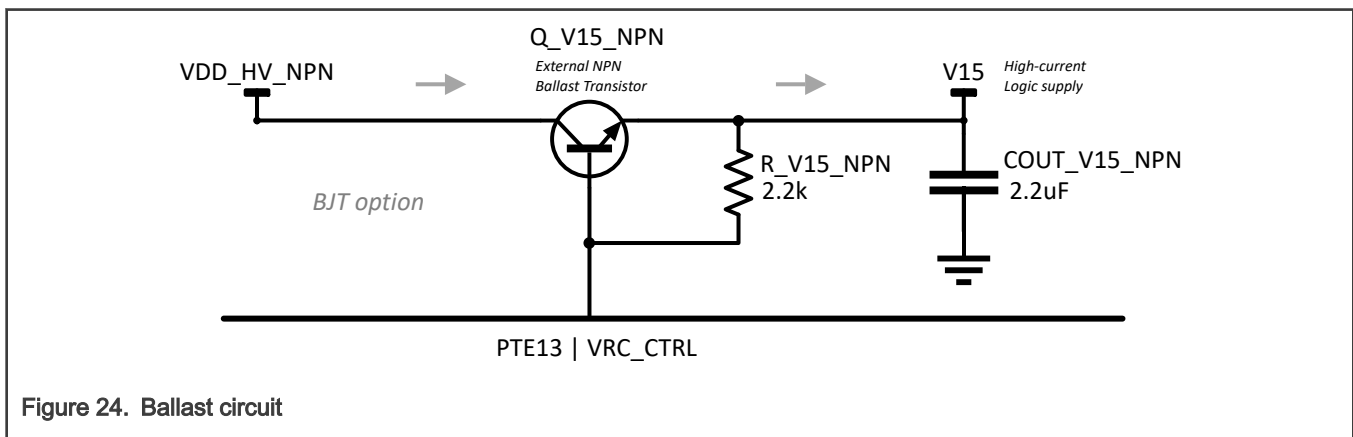 Q_V15_NPN
External NPN
Ballast Transistor
VDD_HV_NPN
V15
High-current
Logic supply
R_V15_NPN
2.2k
COUT_V15_NPN
2.2uF
BJT option
PTE13 | VRC_CTRL
Figure 24. Ballast circuit